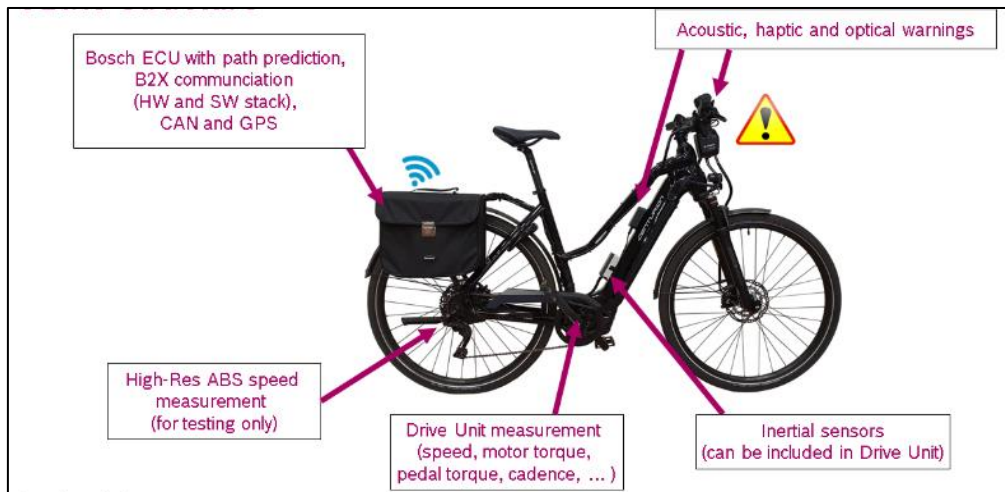 Bosch ECU with path prediction,
B2X communciation
(HW and SW stack),
CAN and GPS
Acoustic, haptic and optical warnings
CENTURION
High-Res ABS speed
measurement
(for testing only)
Drive Unit measurement
(speed, motor torque,
pedal torque, cadence, ... )
Inertial sensors
(can be included in Drive Unit)